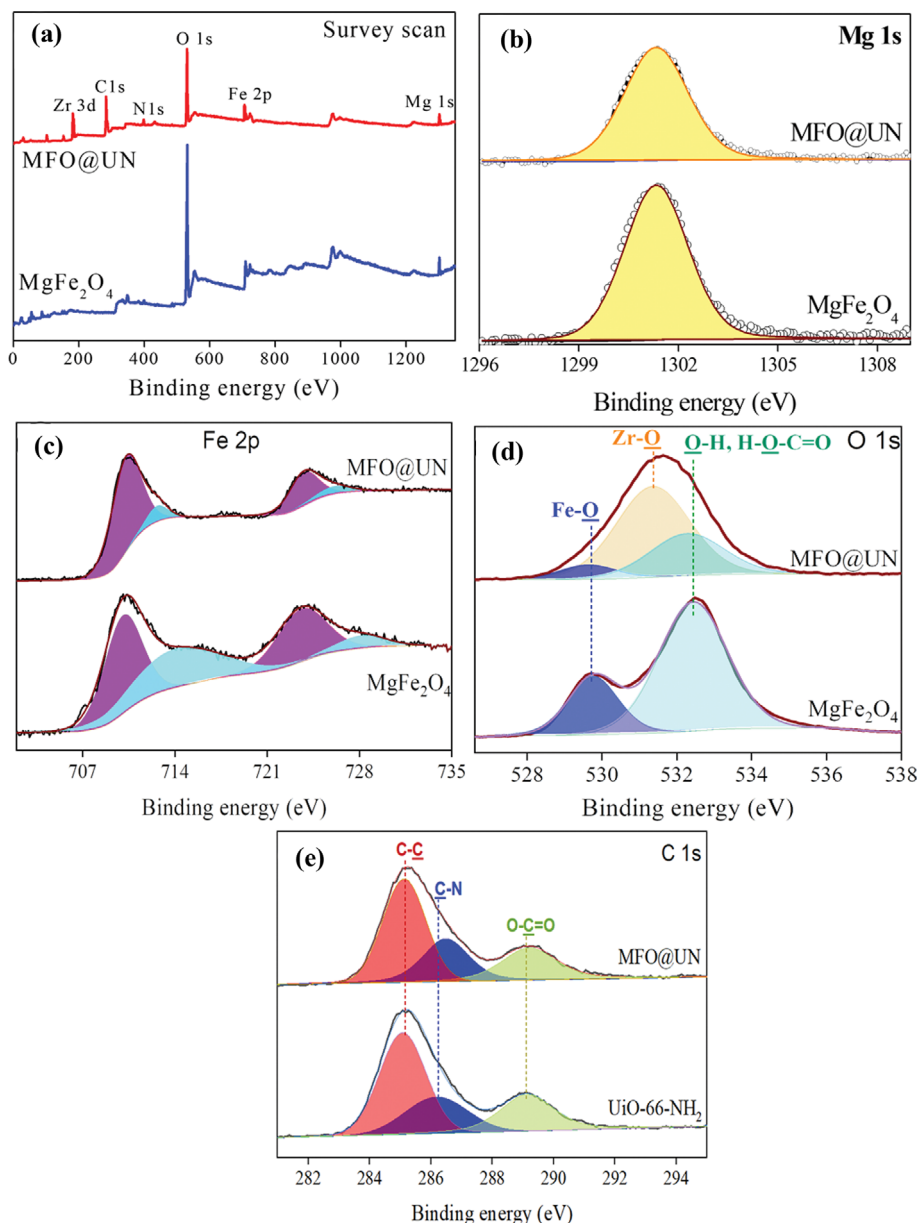 (a)
Survey scan
O 1s
C1s
Zr 3d
N1s
Fe 2p
Mg 1s
MFO@UN
MgFe₂O₄
0 200 400 600 800 1000 1200
Binding energy (eV)
(b)
Mg 1s
MFO@UN
MgFe₂O₄
1296 1299 1302 1305 1308
Binding energy (eV)
(c)
Fe 2p
MFO@UN
MgFe₂O₄
707 714 721 728 735
Binding energy (eV)
(d)
Zr-O
O-H, H-O-C=O
O 1s
Fe-O
MFO@UN
MgFe₂O₄
528 530 532 534 536 538
Binding energy (eV)
(e)
C 1s
C-C
C-N
O-C=O
MFO@UN
UiO-66-NH₂
282 284 286 288 290 292 294
Binding energy (eV)